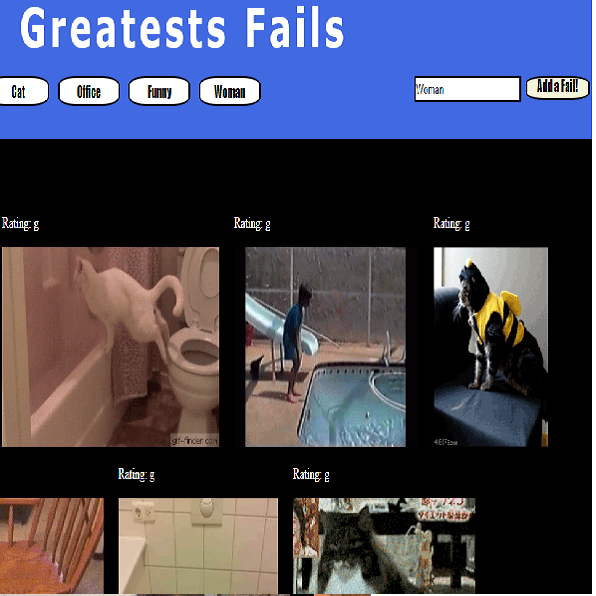 Greatests Fails
Cat
Office
Funny
Woman
Woman
Add a Fail!
Rating: g
Rating: g
Rating: g
gif-finder.com
4GIFs.com
Rating: g
Rating: g